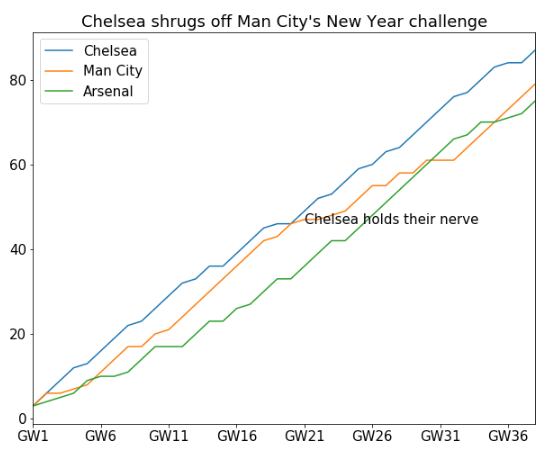 Chelsea shrugs off Man City's New Year challenge
Chelsea
Man City
Arsenal
80
60
Chelsea holds their nerve
40
20
0
GW1 GW6 GW11 GW16 GW21 GW26 GW31 GW36